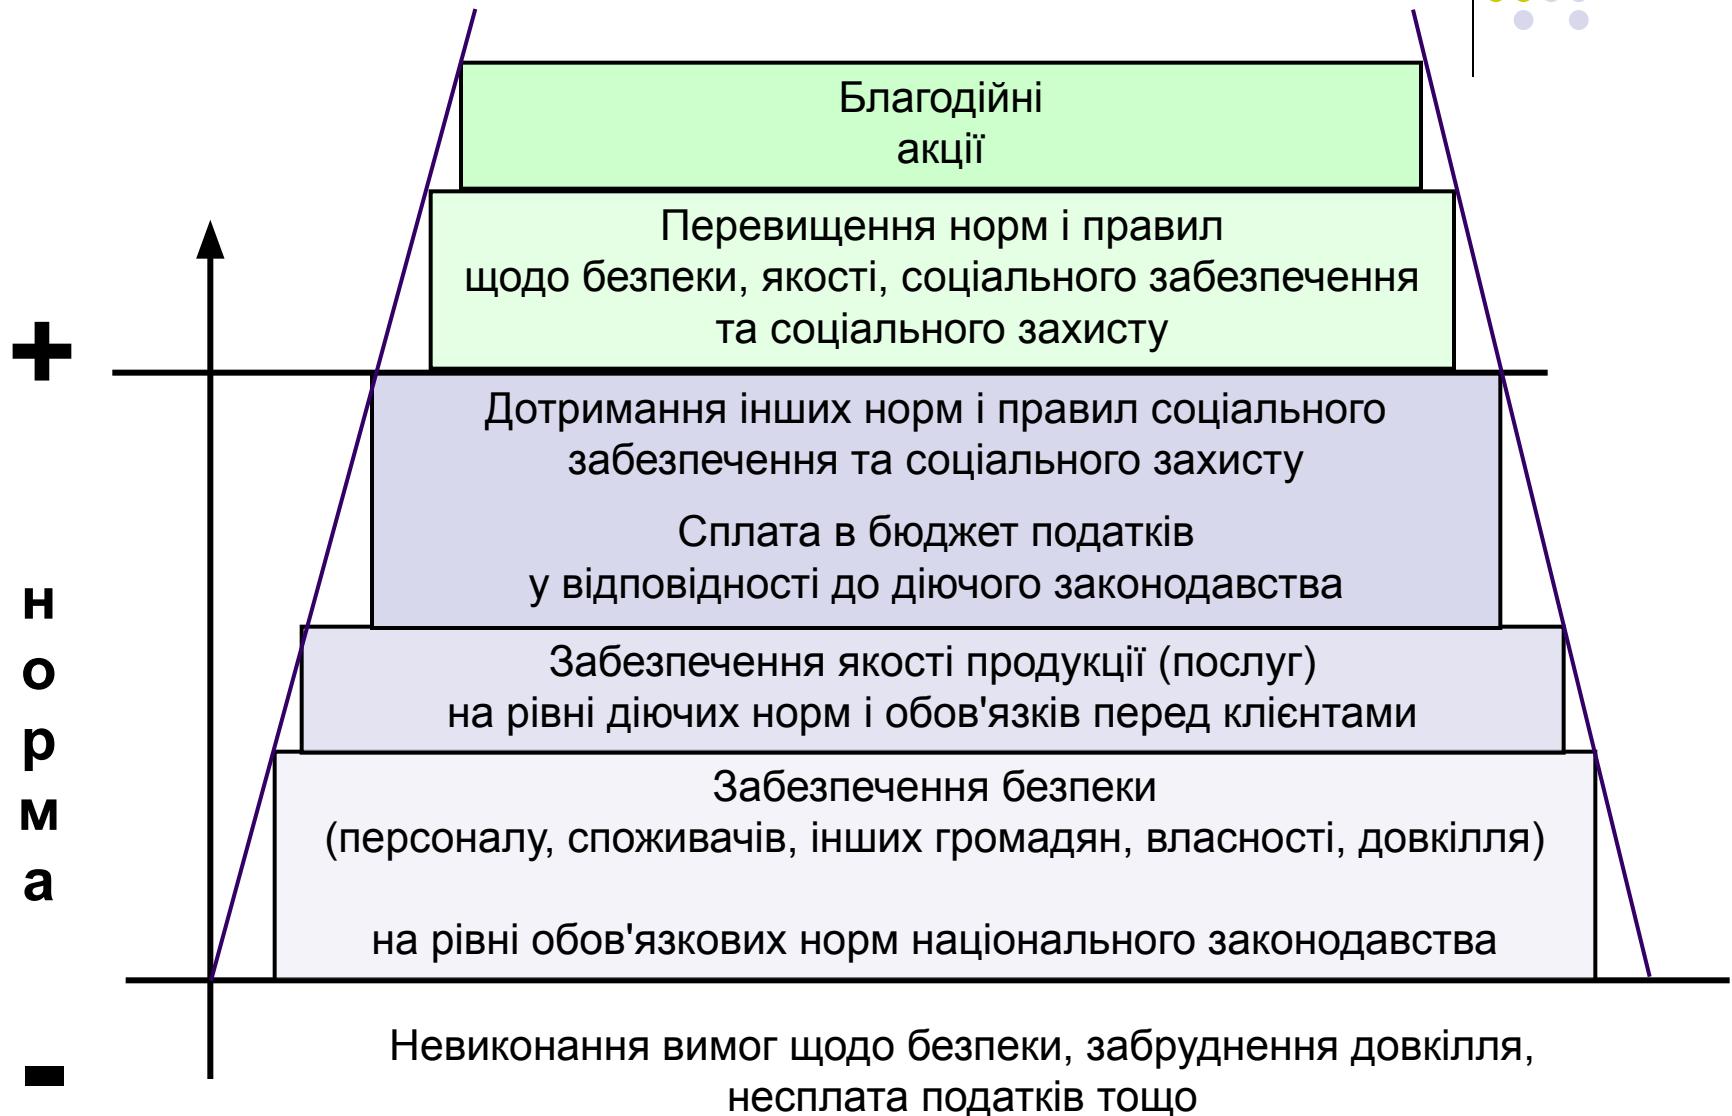 Благодійні
акції
Перевищення норм і правил
щодо безпеки, якості, соціального забезпечення
та соціального захисту
+
Дотримання інших норм і правил соціального
забезпечення та соціального захисту
Сплата в бюджет податків
у відповідності до діючого законодавства
н
о
р
м
а
Забезпечення якості продукції (послуг)
на рівні діючих норм і обов'язків перед клієнтами
Забезпечення безпеки
(персоналу, споживачів, інших громадян, власності, довкілля)
на рівні обов'язкових норм національного законодавства
-
Невиконання вимог щодо безпеки, забруднення довкілля,
несплата податків тощо